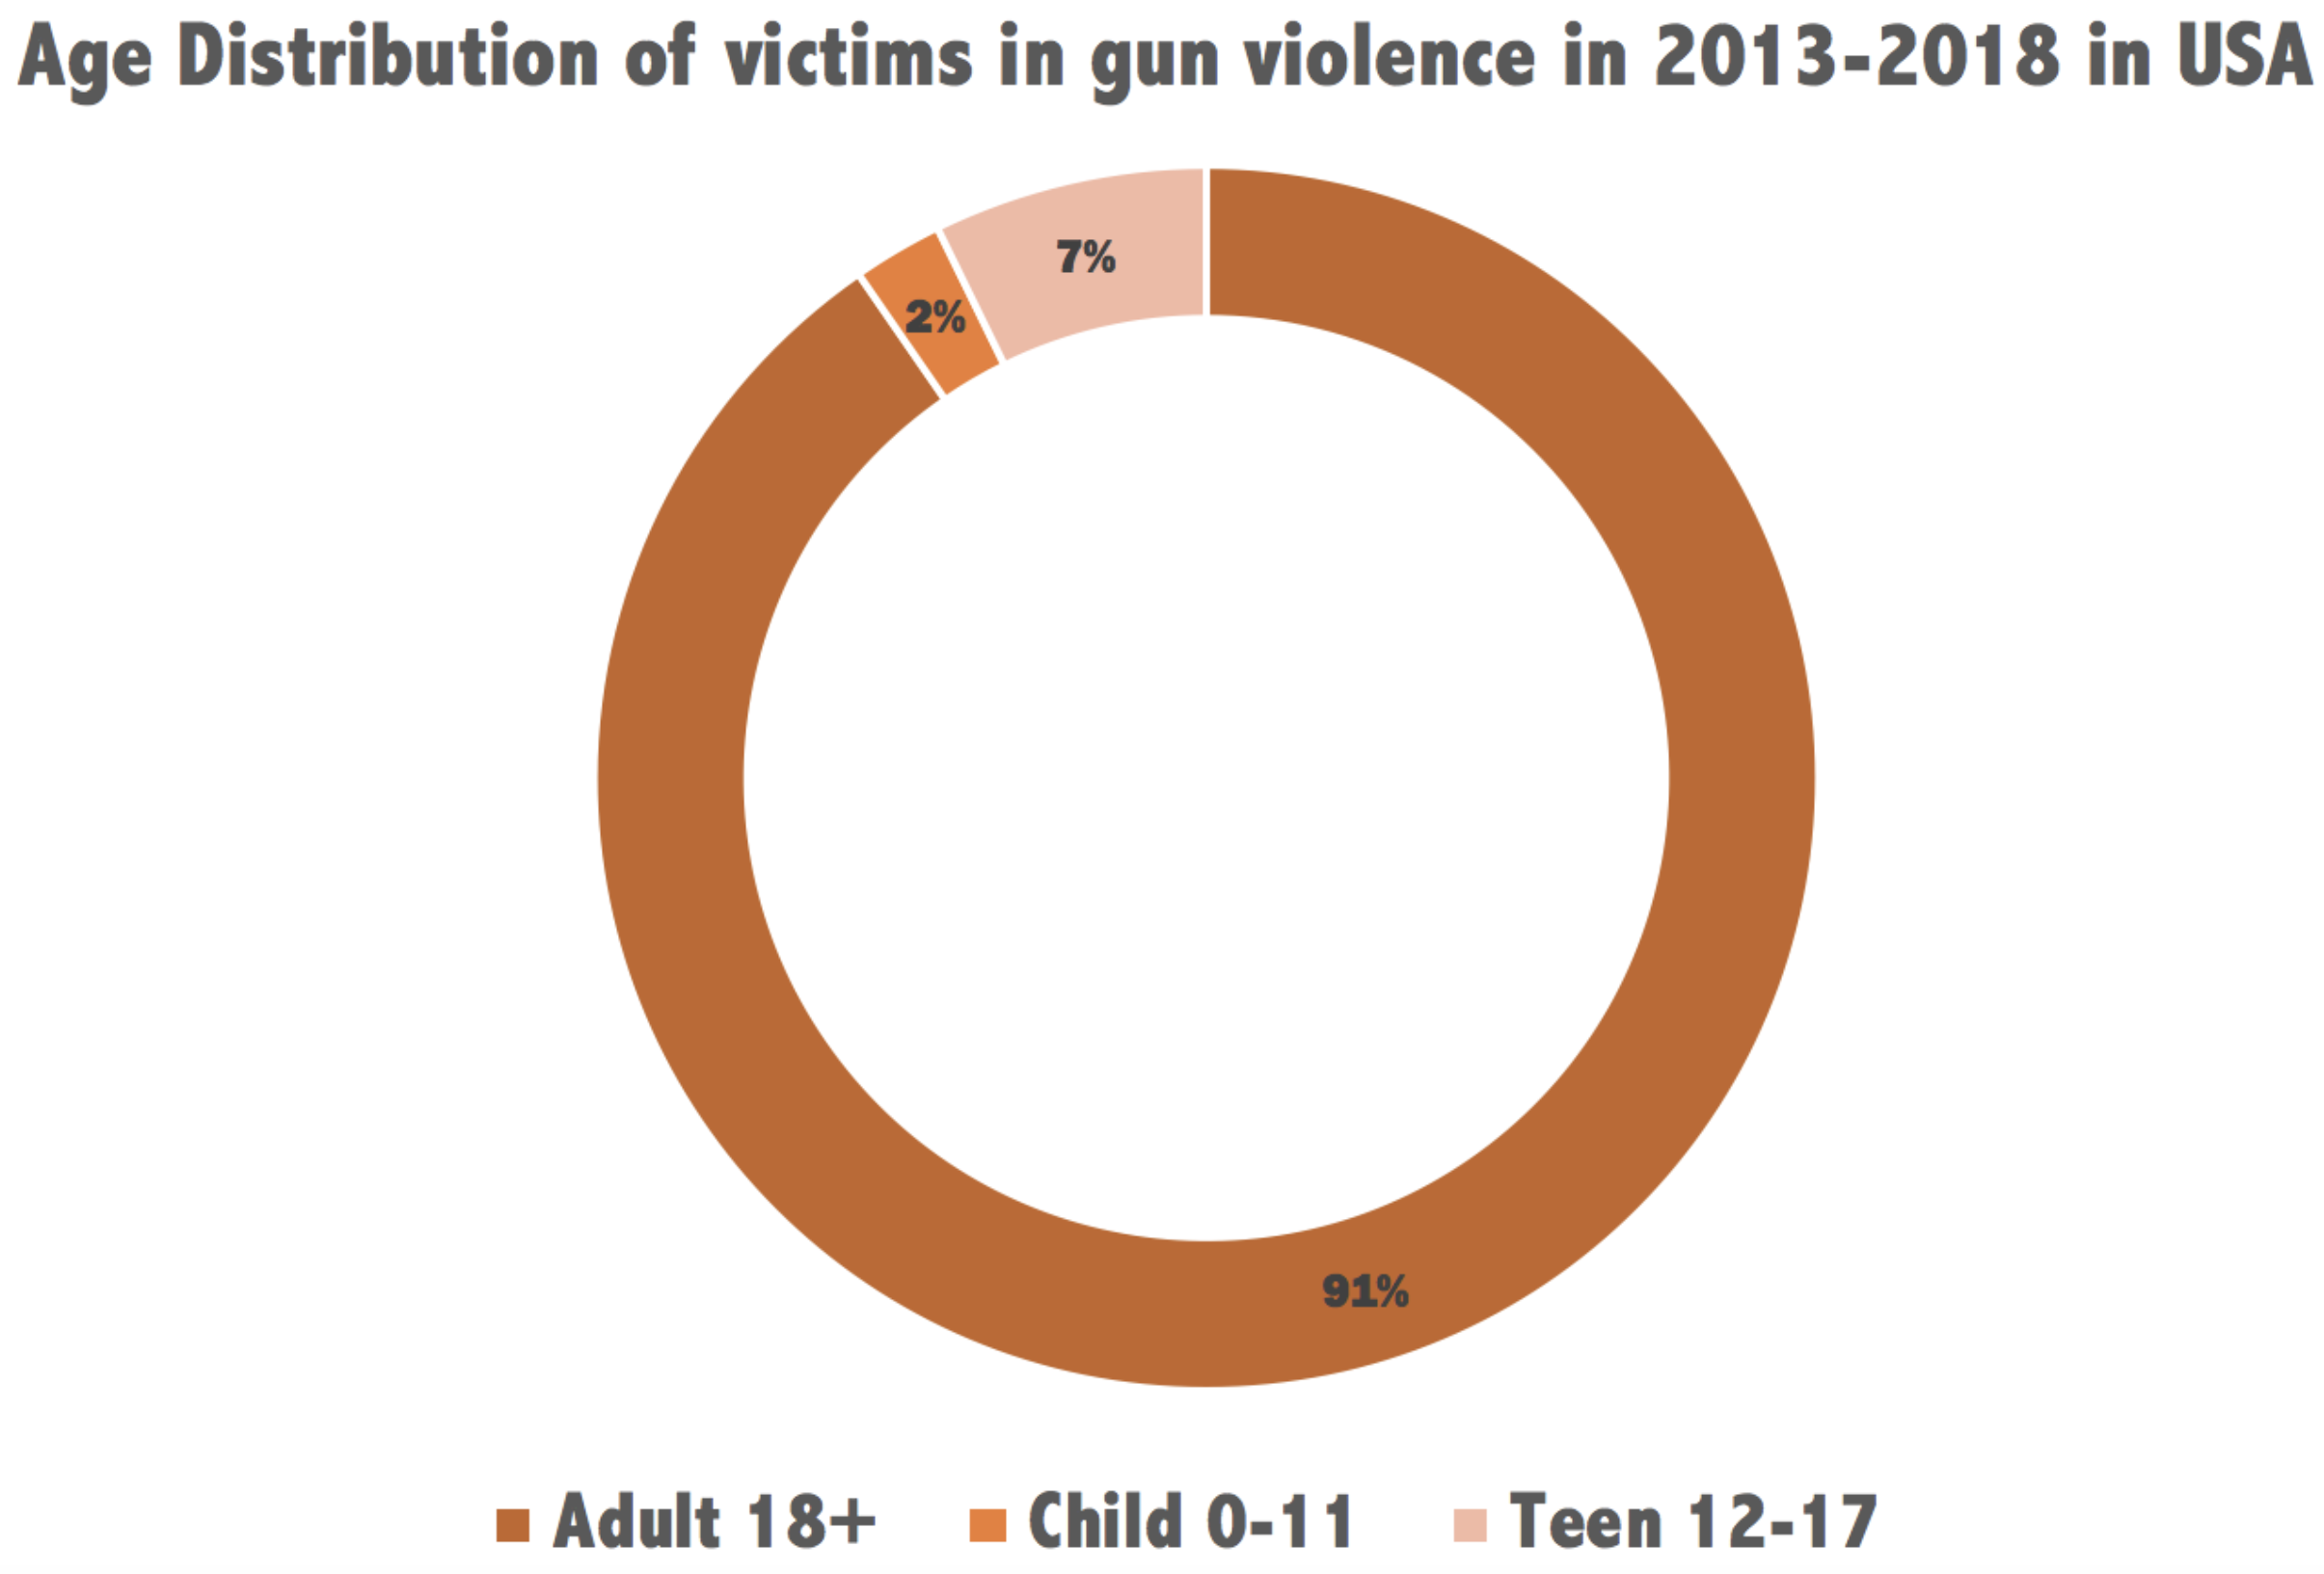 Age Distribution of victims in gun violence in 2013-2018 in USA
7%
2%
91%
Adult 18+ Child 0-11 Teen 12-17